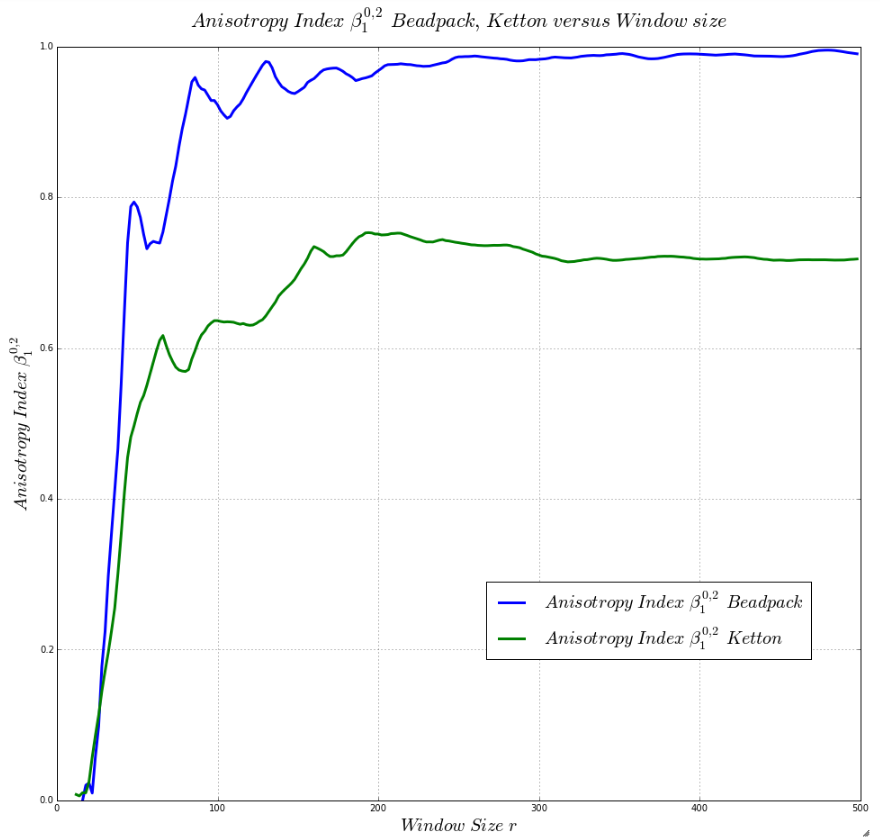 Anisotropy Index β₁^{0,2} Beadpack, Ketton versus Window size
1.0
0.8
0.6
0.4
0.2
0.0
Anisotropy Index β₁^{0,2}
Anisotropy Index β₁^{0,2} Beadpack
Anisotropy Index β₁^{0,2} Ketton
0
100
200
300
400
500
Window Size r